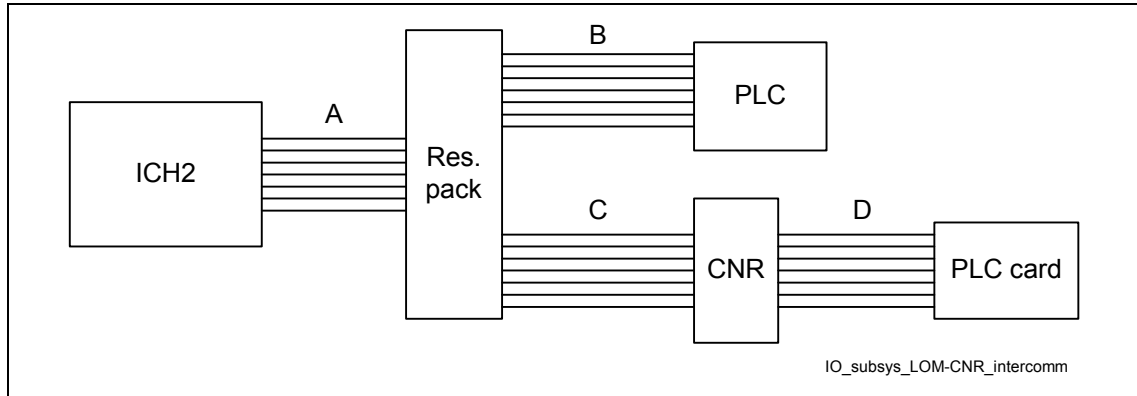 B
PLC
A
ICH2
Res.
pack
C
D
CNR
PLC card
IO_subsys_LOM-CNR_intercomm